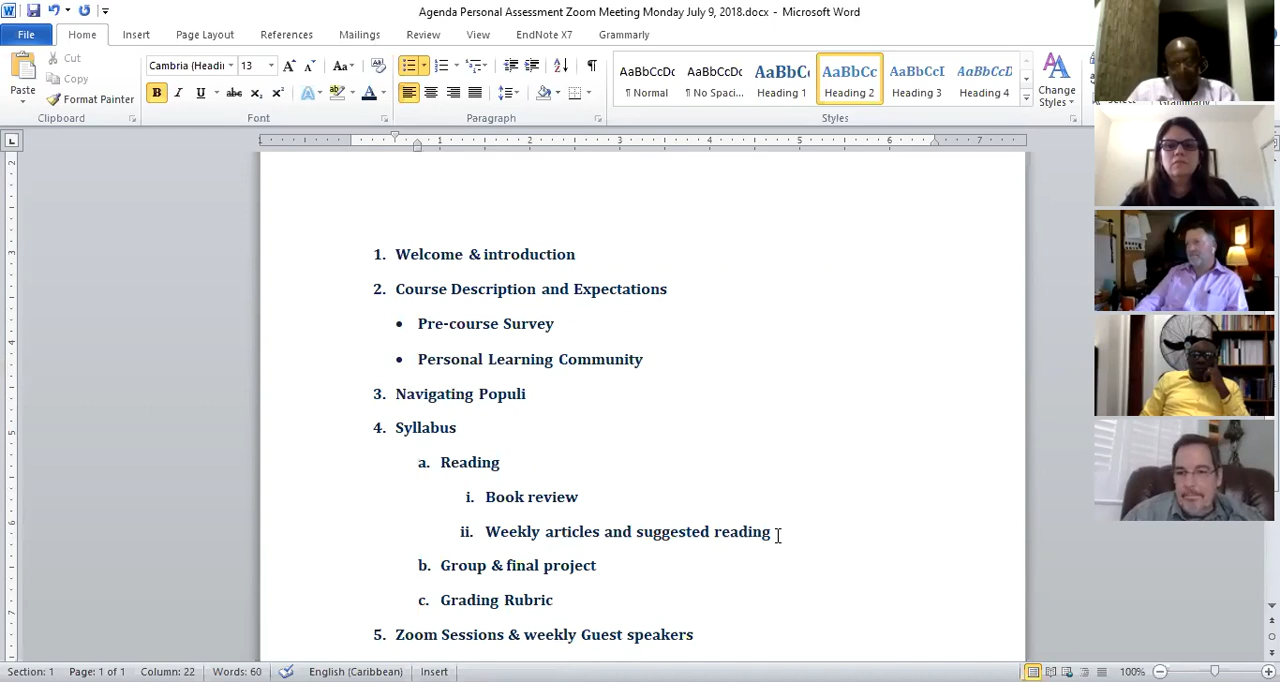 Agenda Personal Assessment Zoom Meeting Monday July 9, 2018.docx - Microsoft Word
File Home Insert Page Layout References Mailings Review View EndNote X7 Grammarly
Paste
Cut
Copy
Format Painter
Clipboard
Cambria (Headi 13
Font
Paragraph
AaBbCcDc AaBbCcDc AaBbC AaBbCc AaBbCcI AaBbCcD
¶ Normal ¶ No Spaci... Heading 1 Heading 2 Heading 3 Heading 4
Change
Styles
Styles
1. Welcome & introduction
2. Course Description and Expectations
• Pre-course Survey
• Personal Learning Community
3. Navigating Populi
4. Syllabus
a. Reading
i. Book review
ii. Weekly articles and suggested reading
b. Group & final project
c. Grading Rubric
5. Zoom Sessions & weekly Guest speakers
Section: 1 Page: 1 of 1 Column: 22 Words: 60 English (Caribbean) Insert 100%